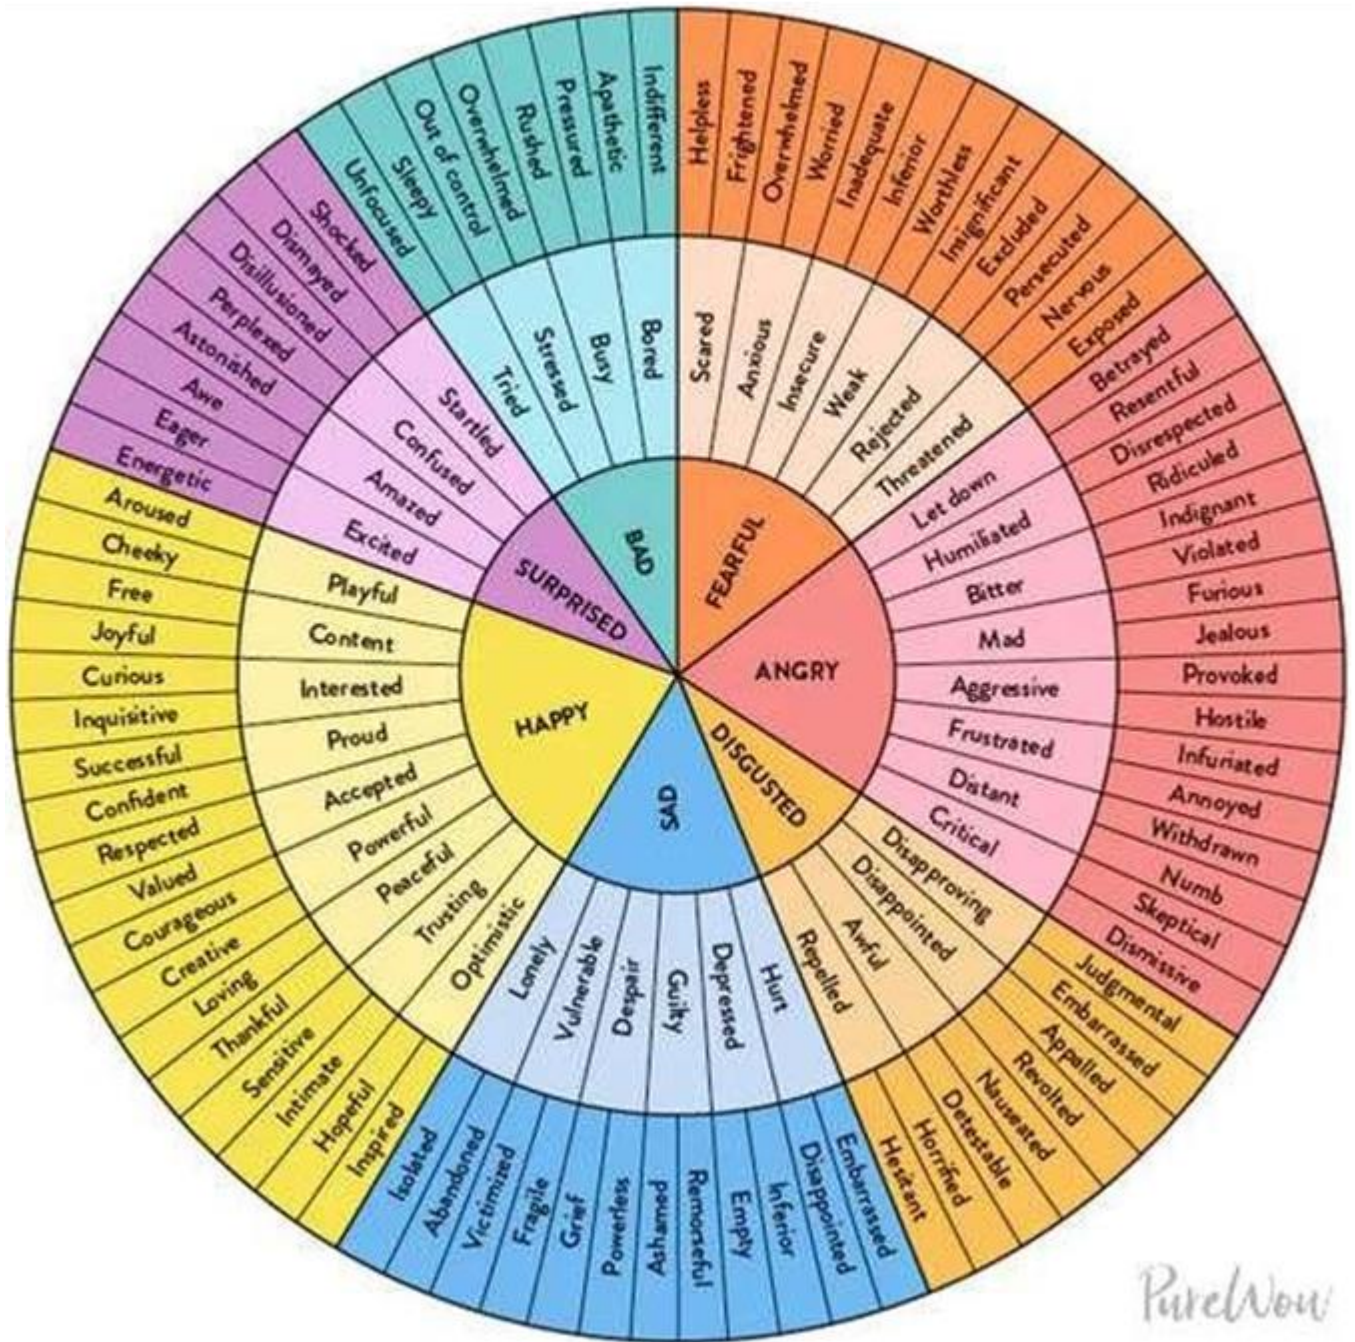 FEARFUL
ANGRY
DISGUSTED
SAD
HAPPY
SURPRISED
BAD
Scared
Anxious
Insecure
Weak
Rejected
Threatened
Let down
Humiliated
Bitter
Mad
Aggressive
Frustrated
Distant
Critical
Disapproving
Disappointed
Awful
Repelled
Hurt
Depressed
Guilty
Despair
Vulnerable
Lonely
Optimistic
Trusting
Peaceful
Powerful
Accepted
Proud
Interested
Content
Playful
Excited
Amazed
Confused
Startled
Tried
Stressed
Busy
Bored
Helpless
Frightened
Overwhelmed
Worried
Inadequate
Inferior
Worthless
Insignificant
Excluded
Persecuted
Nervous
Exposed
Betrayed
Resentful
Disrespected
Ridiculed
Indignant
Violated
Furious
Jealous
Provoked
Hostile
Infuriated
Annoyed
Withdrawn
Numb
Skeptical
Dismissive
Judgmental
Embarrassed
Appalled
Revolted
Nauseated
Detestable
Horrified
Hesitant
Embarrassed
Disappointed
Inferior
Empty
Remorseful
Ashamed
Powerless
Grief
Fragile
Victimized
Abandoned
Isolated
Inspired
Hopeful
Intimate
Sensitive
Thankful
Loving
Creative
Courageous
Valued
Respected
Confident
Successful
Inquisitive
Curious
Joyful
Free
Cheeky
Aroused
Energetic
Eager
Awe
Astonished
Perplexed
Disillusioned
Dismayed
Shocked
Unfocused
Sleepy
Out of control
Overwhelmed
Rushed
Pressured
Apathetic
Indifferent
PureWow